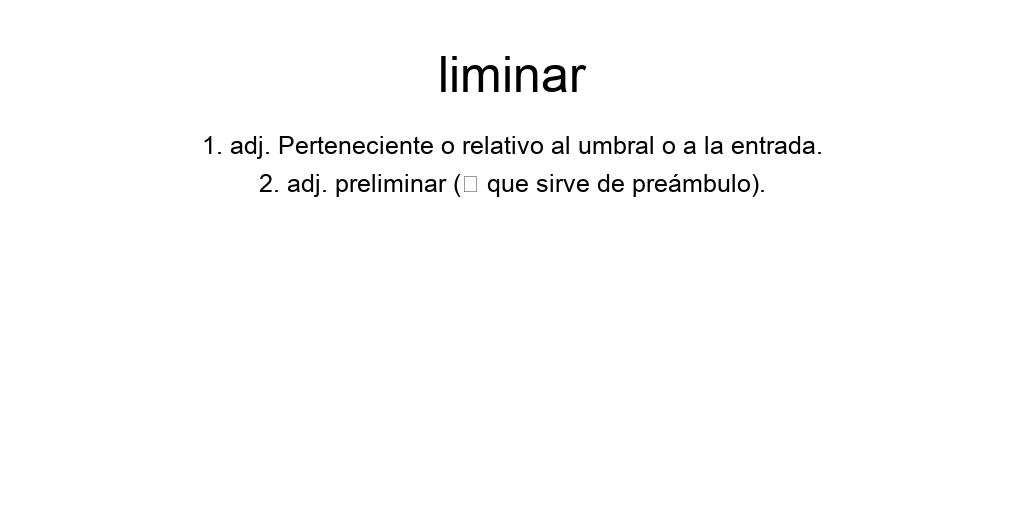 liminar
1. adj. Perteneciente o relativo al umbral o a la entrada.
2. adj. preliminar (□ que sirve de preámbulo).